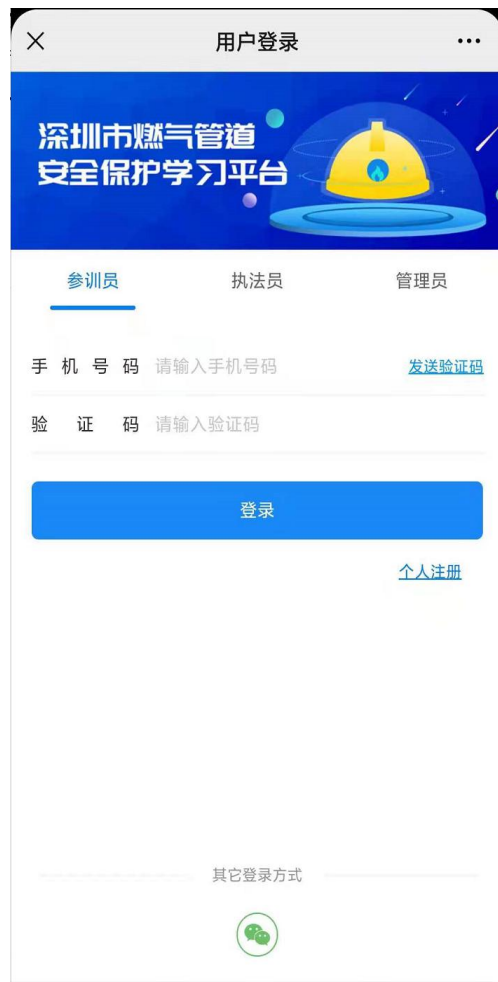 用户登录
深圳市燃气管道
安全保护学习平台
参训员 执法员 管理员
手机号码 请输入手机号码 发送验证码
验证码 请输入验证码
登录
个人注册
其它登录方式